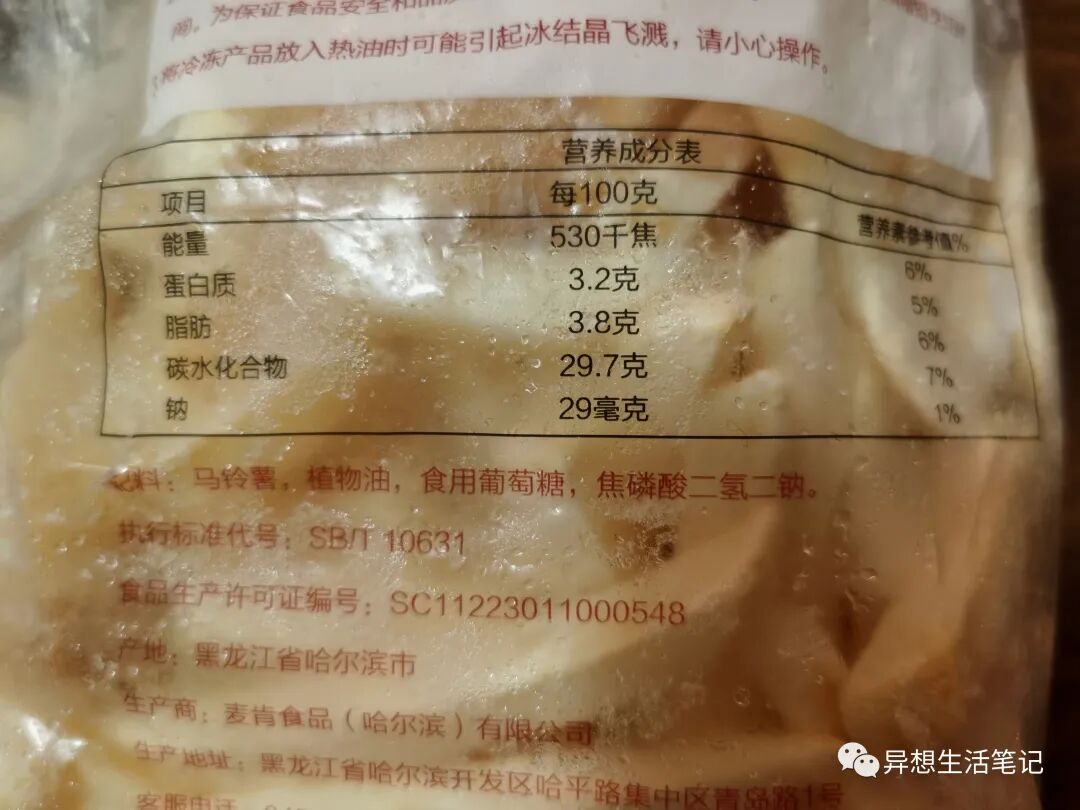 间。为保证食品安全和品质
将冷冻产品放入热油时可能引起冰结晶飞溅，请小心操作。
营养成分表
项目 每100克 营养素参考值%
能量 530千焦 6%
蛋白质 3.2克 5%
脂肪 3.8克 6%
碳水化合物 29.7克 7%
钠 29毫克 1%
配料：马铃薯，植物油，食用葡萄糖，焦磷酸二氢二钠。
执行标准代号：SB/T 10631
食品生产许可证编号：SC11223011000548
产地：黑龙江省哈尔滨市
生产商：麦肯食品（哈尔滨）有限公司
生产地址：黑龙江省哈尔滨开发区哈平路集中区青岛路1号
客服电话
异想生活笔记